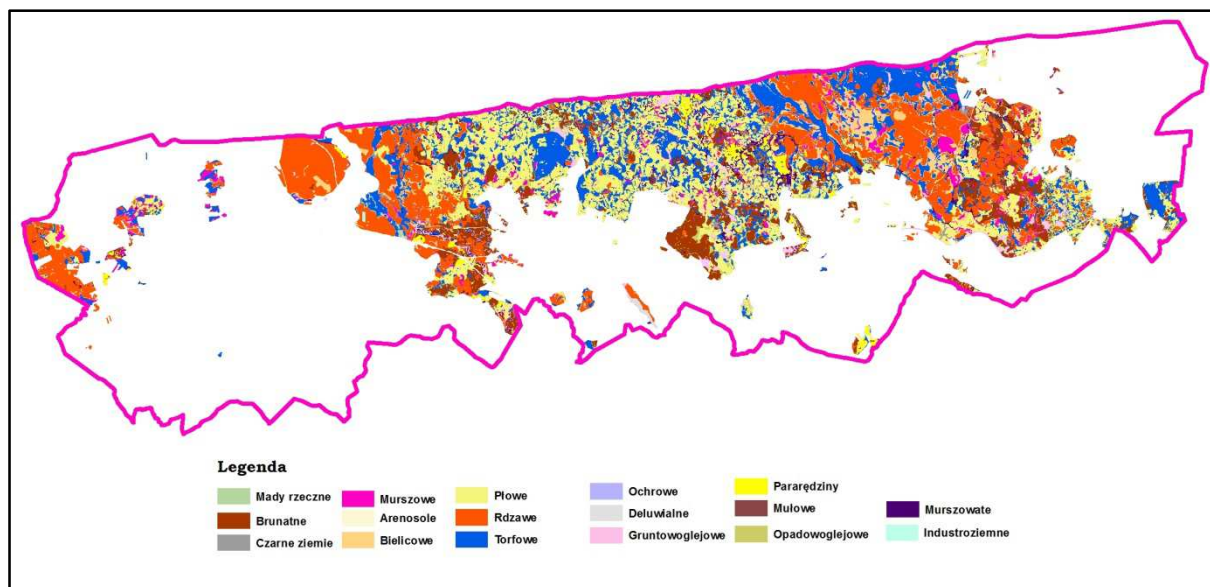 Legenda
Mady rzeczne
Brunatne
Czarne ziemie
Murszowe
Arenosole
Bielicowe
Płowe
Rdzawe
Torfowe
Ochrowe
Deluwialne
Gruntowoglejowe
Pararędziny
Mułowe
Opadowoglejowe
Murszowate
Industroziemne